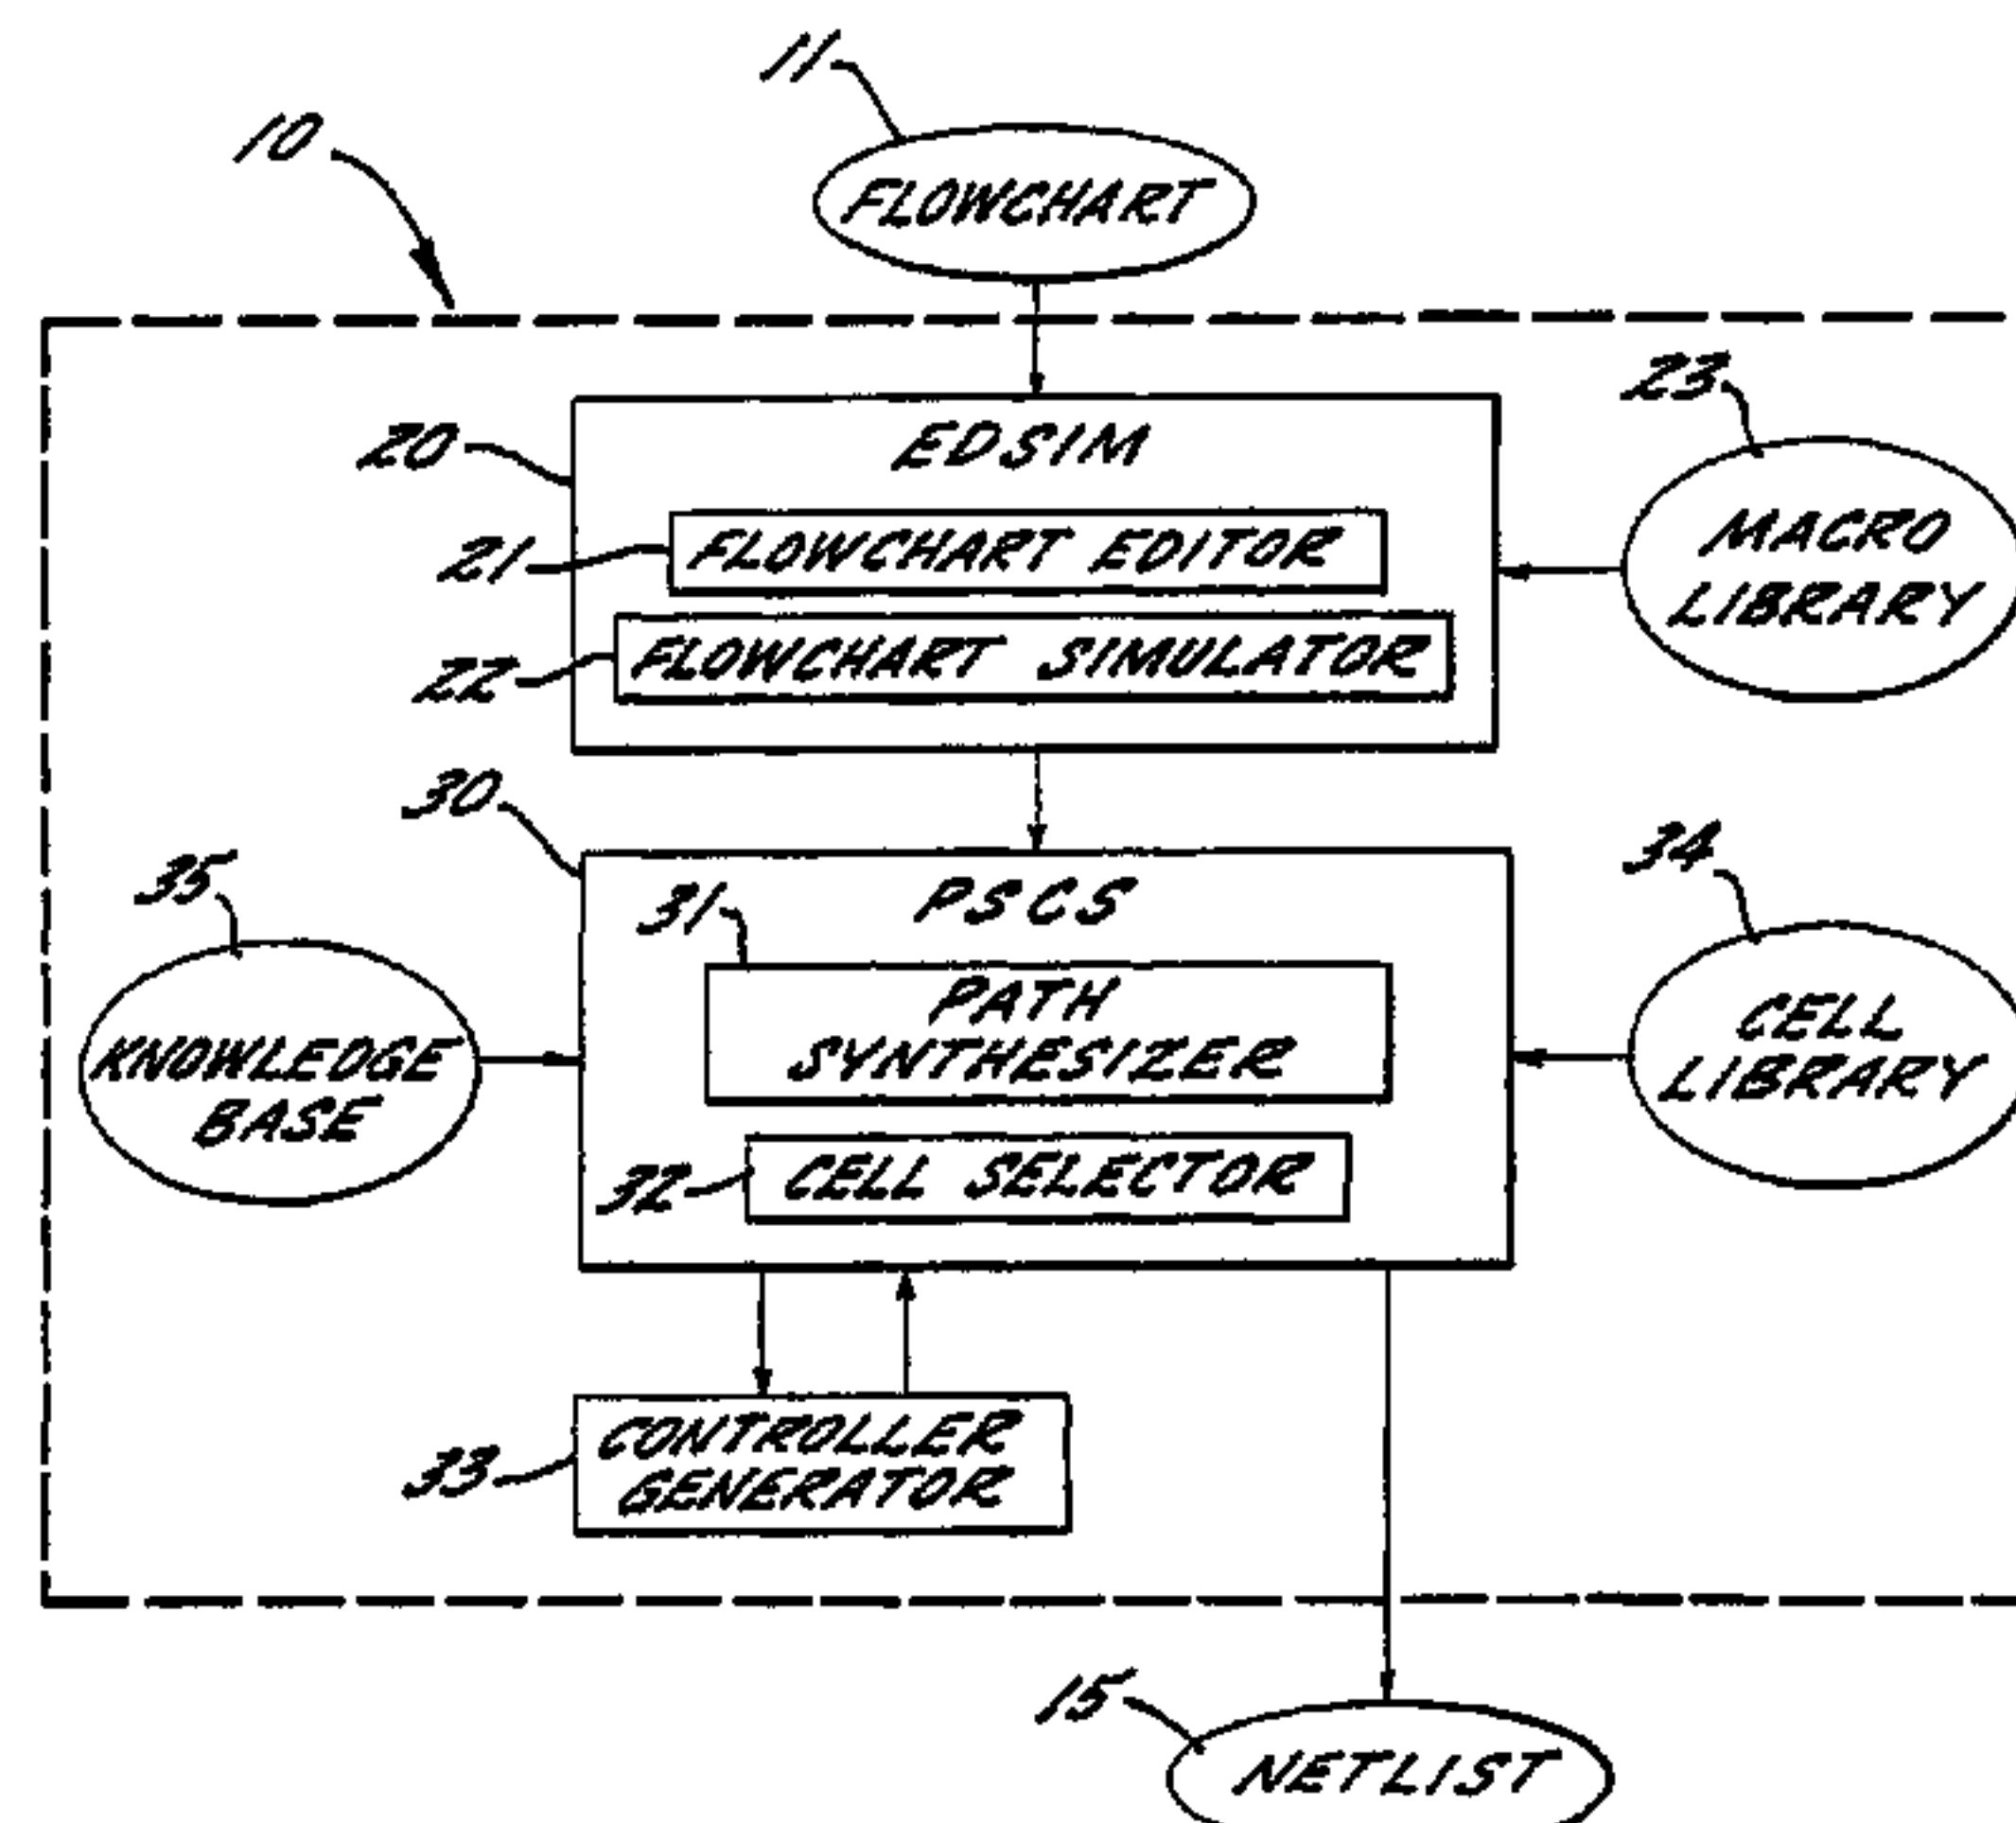 11
10
FLOWCHART
23
20
EDSIM
21
FLOWCHART EDITOR
MACRO
LIBRARY
22
FLOWCHART SIMULATOR
30
34
35
PSCS
31
PATH
SYNTHESIZER
CELL
LIBRARY
KNOWLEDGE
BASE
32
CELL SELECTOR
33
CONTROLLER
GENERATOR
15
NETLIST